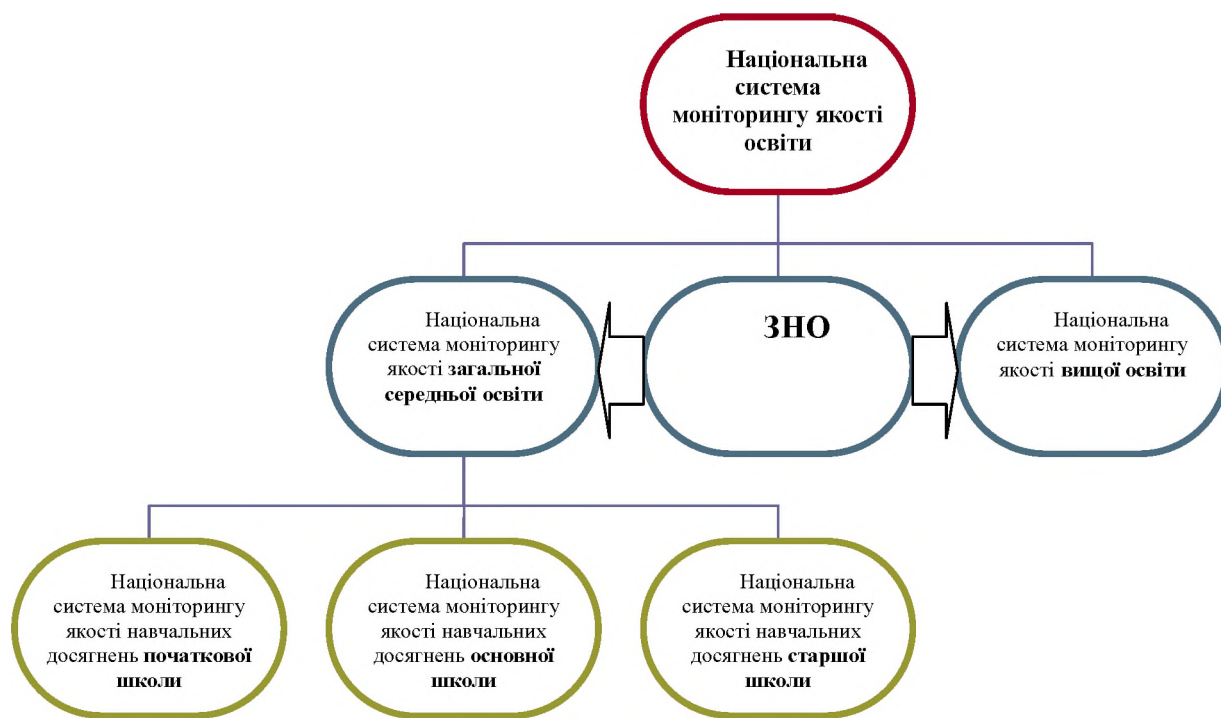 Національна
система
моніторингу якості
освіти
Національна
система моніторингу
якості загальної
середньої освіти
ЗНО
Національна
система моніторингу
якості вищої освіти
Національна
система моніторингу
якості навчальних
досягнень початкової
школи
Національна
система моніторингу
якості навчальних
досягнень основної
школи
Національна
система моніторингу
якості навчальних
досягнень старшої
школи